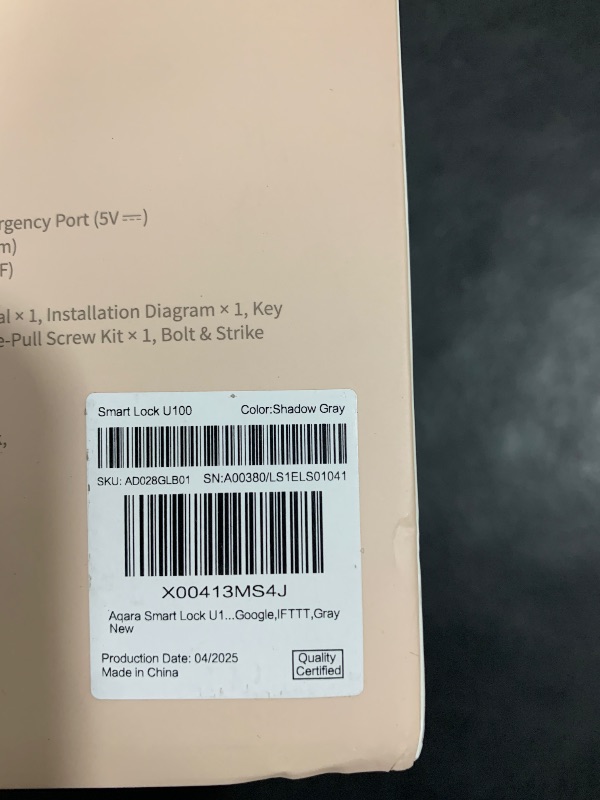 rgency Port (5V⎓)
m)
F)
al × 1, Installation Diagram × 1, Key
e-Pull Screw Kit × 1, Bolt & Strike
Smart Lock U100 Color:Shadow Gray
SKU: AD028GLB01 SN:A00380/LS1ELS01041
X00413MS4J
Aqara Smart Lock U1...Google,IFTTT,Gray
New
Production Date: 04/2025
Made in China
Quality
Certified